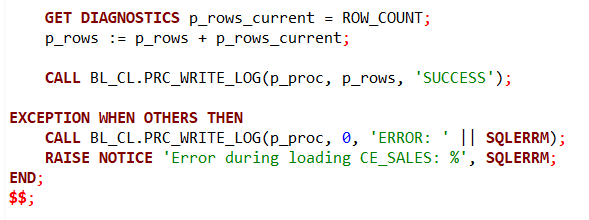 GET DIAGNOSTICS p_rows_current = ROW_COUNT;
p_rows := p_rows + p_rows_current;
CALL BL_CL.PRC_WRITE_LOG(p_proc, p_rows, 'SUCCESS');
EXCEPTION WHEN OTHERS THEN
CALL BL_CL.PRC_WRITE_LOG(p_proc, 0, 'ERROR: ' || SQLERRM);
RAISE NOTICE 'Error during loading CE_SALES: %', SQLERRM;
END;
$$;